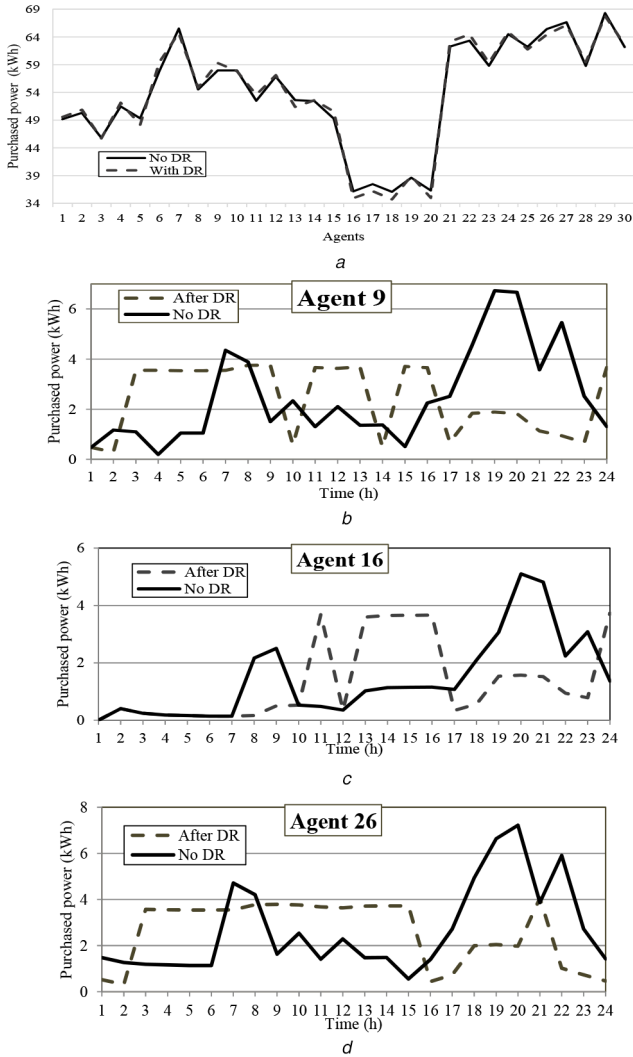 69
64
59
54
49
44
39
34
Purchased power (kWh)
No DR
With DR
1 2 3 4 5 6 7 8 9 10 11 12 13 14 15 16 17 18 19 20 21 22 23 24 25 26 27 28 29 30
Agents
a
Agent 9
After DR
No DR
6
4
2
0
Purchased power (kWh)
1 2 3 4 5 6 7 8 9 10 11 12 13 14 15 16 17 18 19 20 21 22 23 24
Time (h)
b
Agent 16
After DR
No DR
6
4
2
0
Purchased power (kWh)
1 2 3 4 5 6 7 8 9 10 11 12 13 14 15 16 17 18 19 20 21 22 23 24
Time (h)
c
Agent 26
After DR
No DR
8
6
4
2
0
Purchased power (kWh)
1 2 3 4 5 6 7 8 9 10 11 12 13 14 15 16 17 18 19 20 21 22 23 24
Time (h)
d